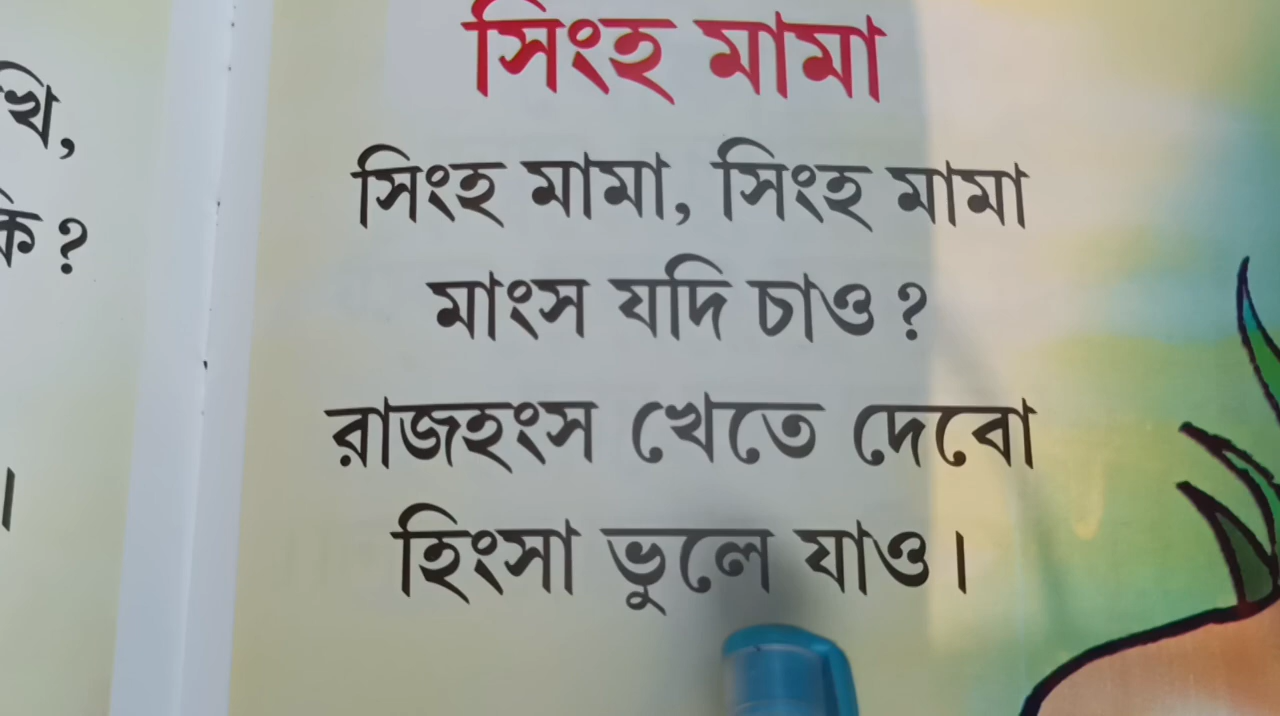 খি,
কি ?
।
সিংহ মামা
সিংহ মামা, সিংহ মামা
মাংস যদি চাও ?
রাজহংস খেতে দেবো
হিংসা ভুলে যাও।